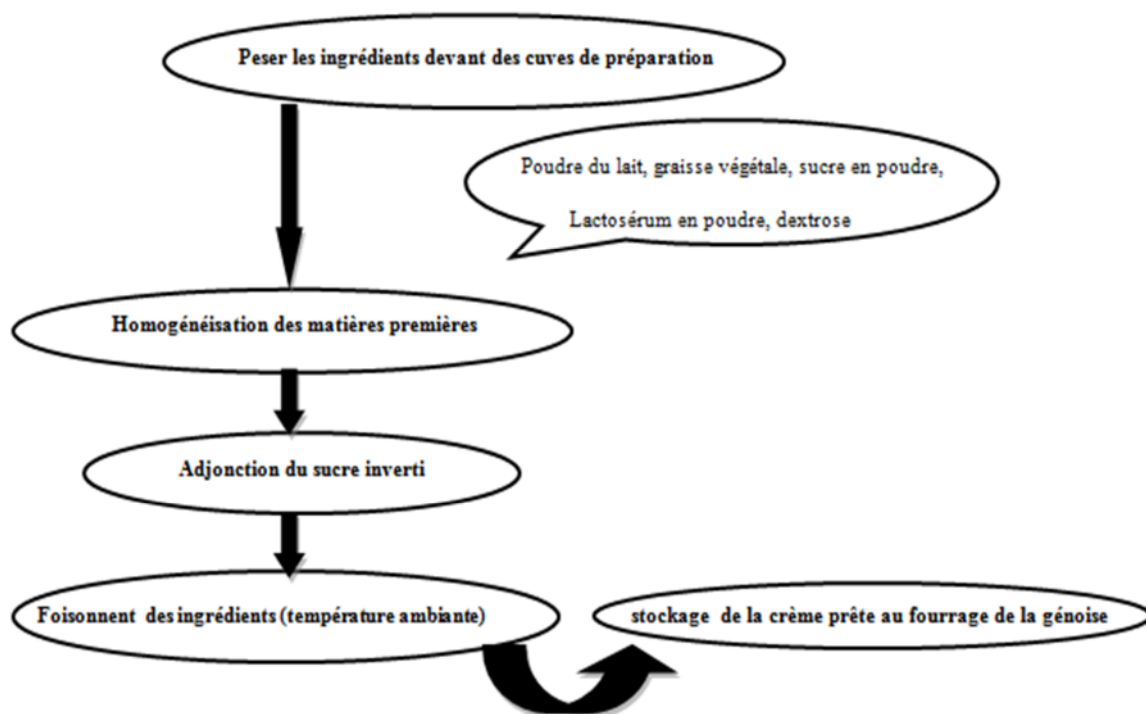 Peser les ingrédients devant des cuves de préparation
Poudre du lait, graisse végétale, sucre en poudre,
Lactosérum en poudre, dextrose
Homogénéisation des matières premières
Adjonction du sucre inverti
Foisonnent des ingrédients (température ambiante)
stockage de la crème prête au fourrage de la génoise